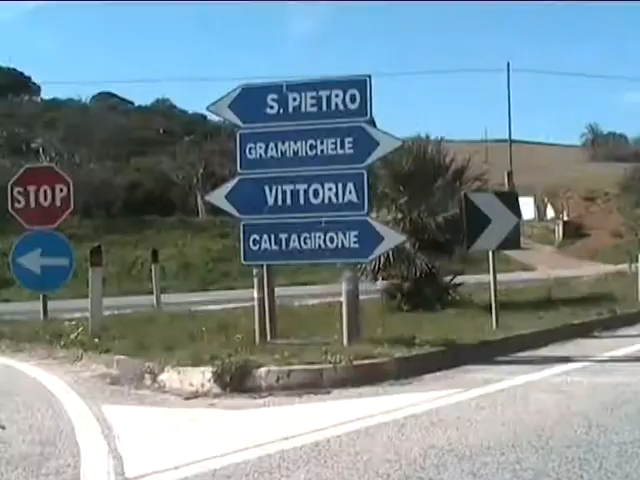 S. PIETRO
GRAMMICHELE
VITTORIA
CALTAGIRONE
STOP